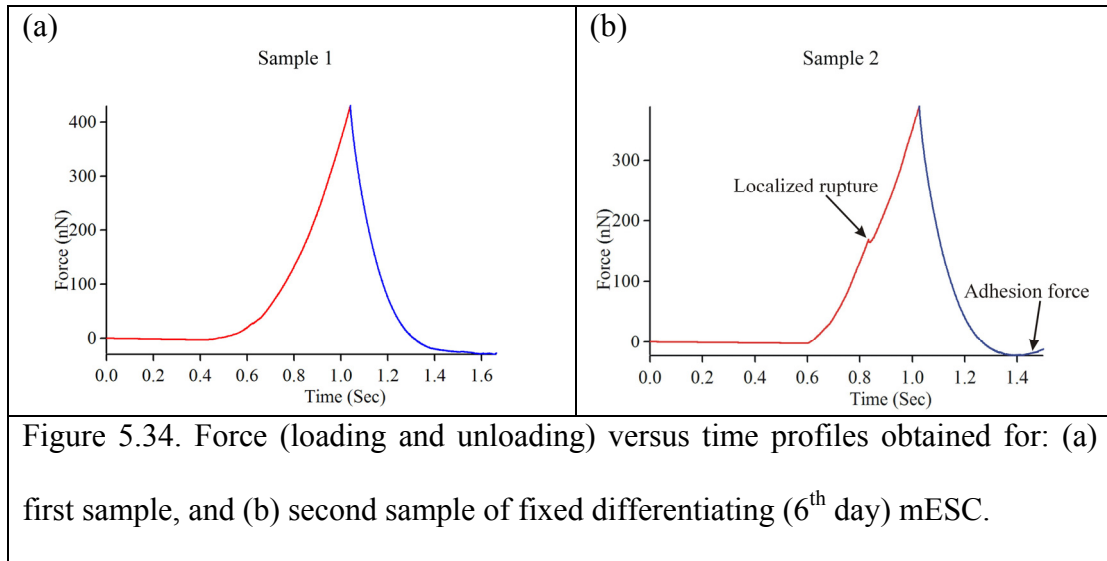 (a)
Sample 1
400
300
200
100
0
Force (nN)
0.0 0.2 0.4 0.6 0.8 1.0 1.2 1.4 1.6
Time (Sec)
(b)
Sample 2
300
200
100
0
Force (nN)
Localized rupture
Adhesion force
0.0 0.2 0.4 0.6 0.8 1.0 1.2 1.4
Time (Sec)
Figure 5.34. Force (loading and unloading) versus time profiles obtained for: (a)
first sample, and (b) second sample of fixed differentiating (6th day) mESC.